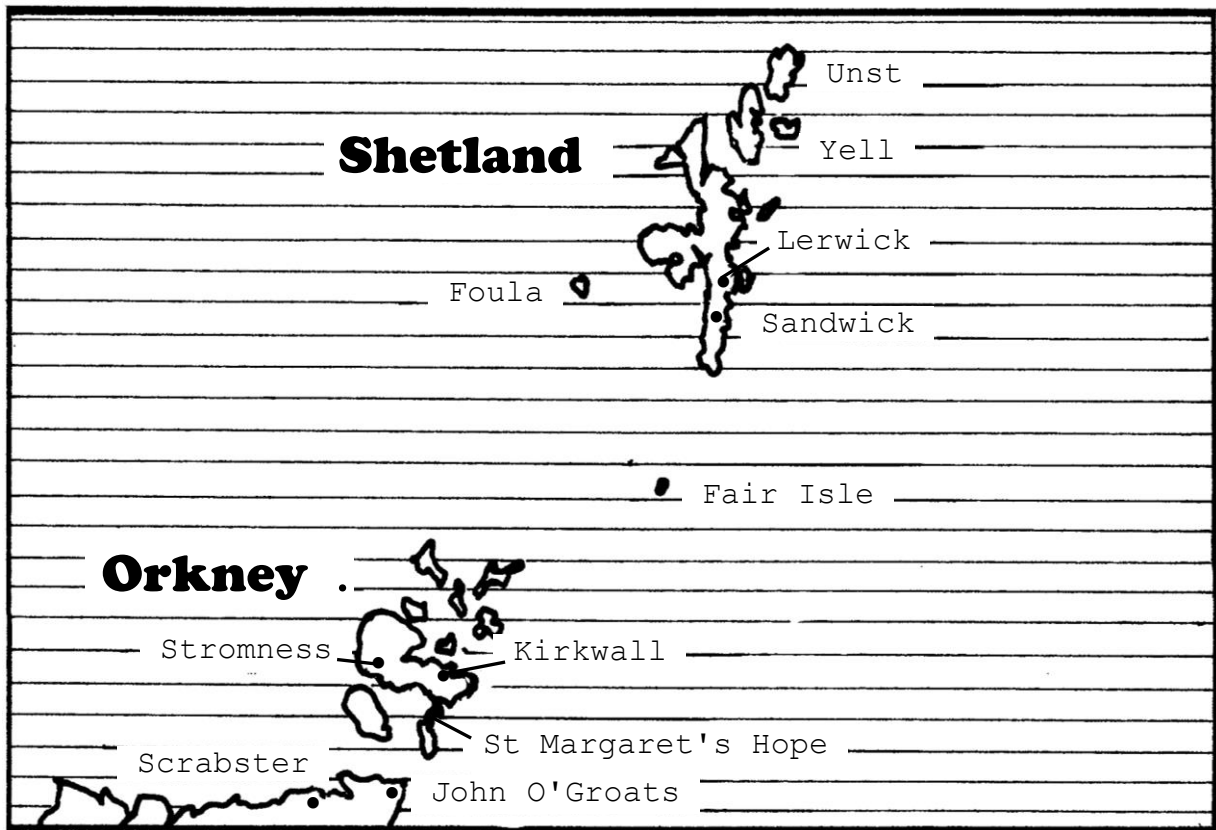 Unst
Shetland
Yell
Lerwick
Foula
Sandwick
Fair Isle
Orkney
Stromness
Kirkwall
St Margaret's Hope
Scrabster
John O'Groats